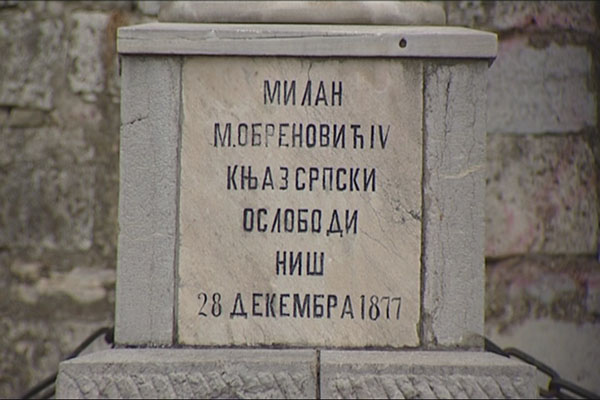 МИЛАН
М. ОБРЕНОВИЋ IV
КЊАЗ СРПСКИ
ОСЛОБОДИ
НИШ
28 ДЕКЕМБРА 1877